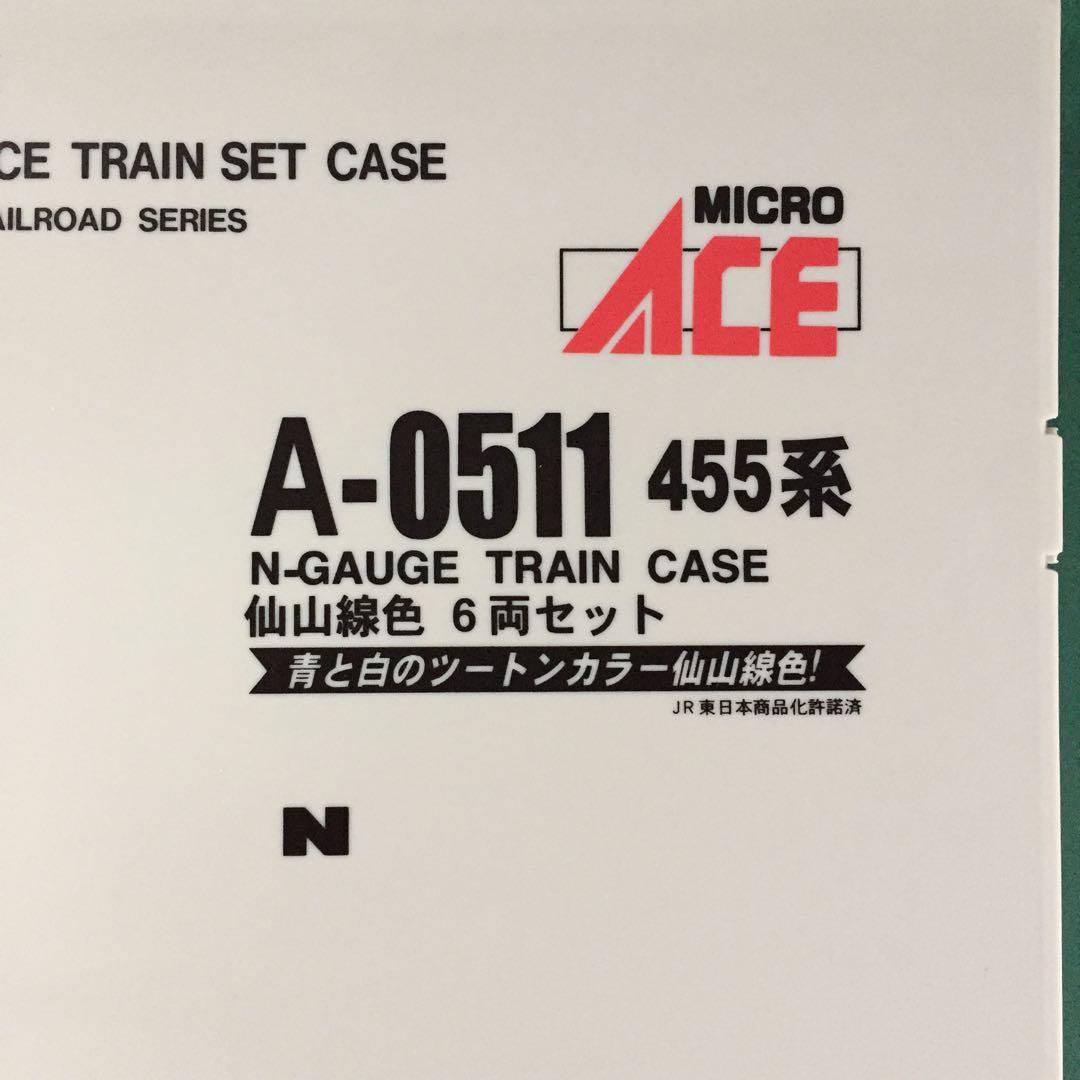 CE TRAIN SET CASE
AILROAD SERIES
MICRO
ACE
A-0511 455系
N-GAUGE TRAIN CASE
仙山線色 6両セット
青と白のツートンカラー仙山線色!
JR東日本商品化許諾済
N